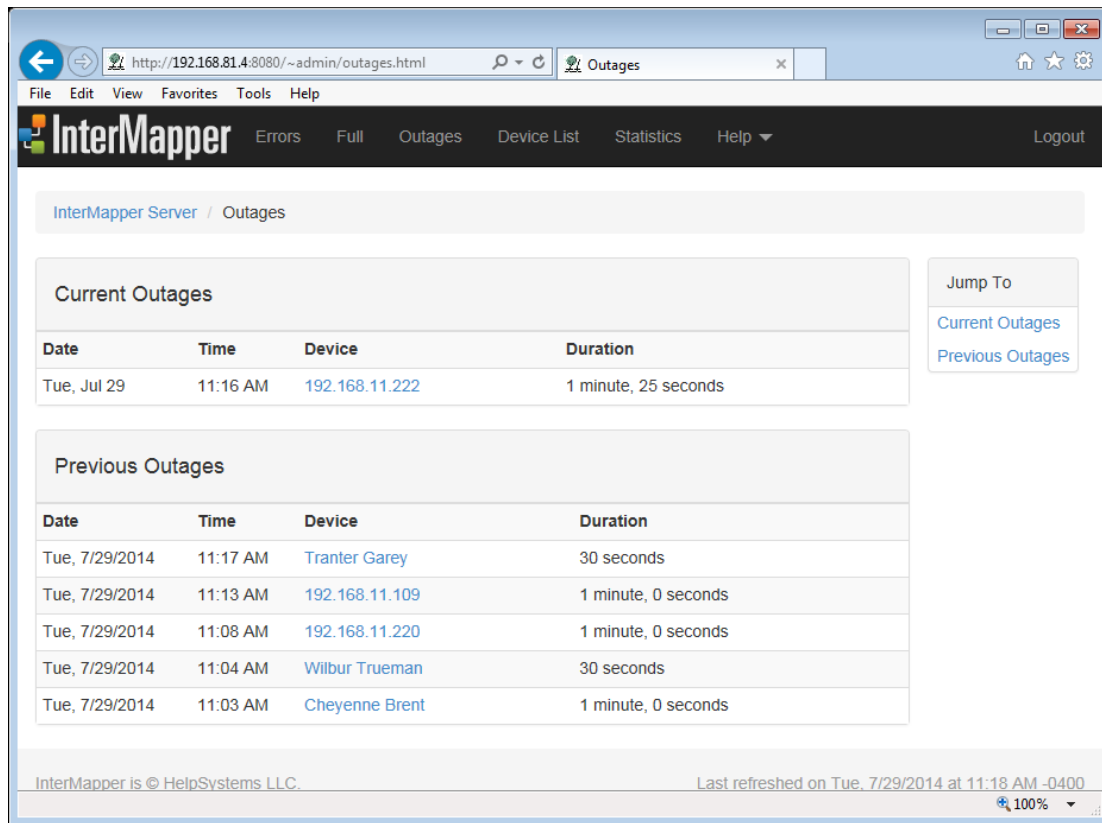 http://192.168.81.4:8080/~admin/outages.html Outages
File Edit View Favorites Tools Help
InterMapper Errors Full Outages Device List Statistics Help Logout
InterMapper Server / Outages
Current Outages
Date Time Device Duration
Tue, Jul 29 11:16 AM 192.168.11.222 1 minute, 25 seconds
Jump To
Current Outages
Previous Outages
Previous Outages
Date Time Device Duration
Tue, 7/29/2014 11:17 AM Tranter Garey 30 seconds
Tue, 7/29/2014 11:13 AM 192.168.11.109 1 minute, 0 seconds
Tue, 7/29/2014 11:08 AM 192.168.11.220 1 minute, 0 seconds
Tue, 7/29/2014 11:04 AM Wilbur Trueman 30 seconds
Tue, 7/29/2014 11:03 AM Cheyenne Brent 1 minute, 0 seconds
InterMapper is © HelpSystems LLC. Last refreshed on Tue, 7/29/2014 at 11:18 AM -0400
100%